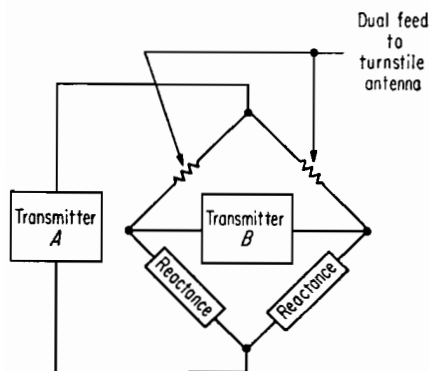 Dual feed
to
turnstile
antenna
Transmitter
A
Transmitter
B
Reactance
Reactance